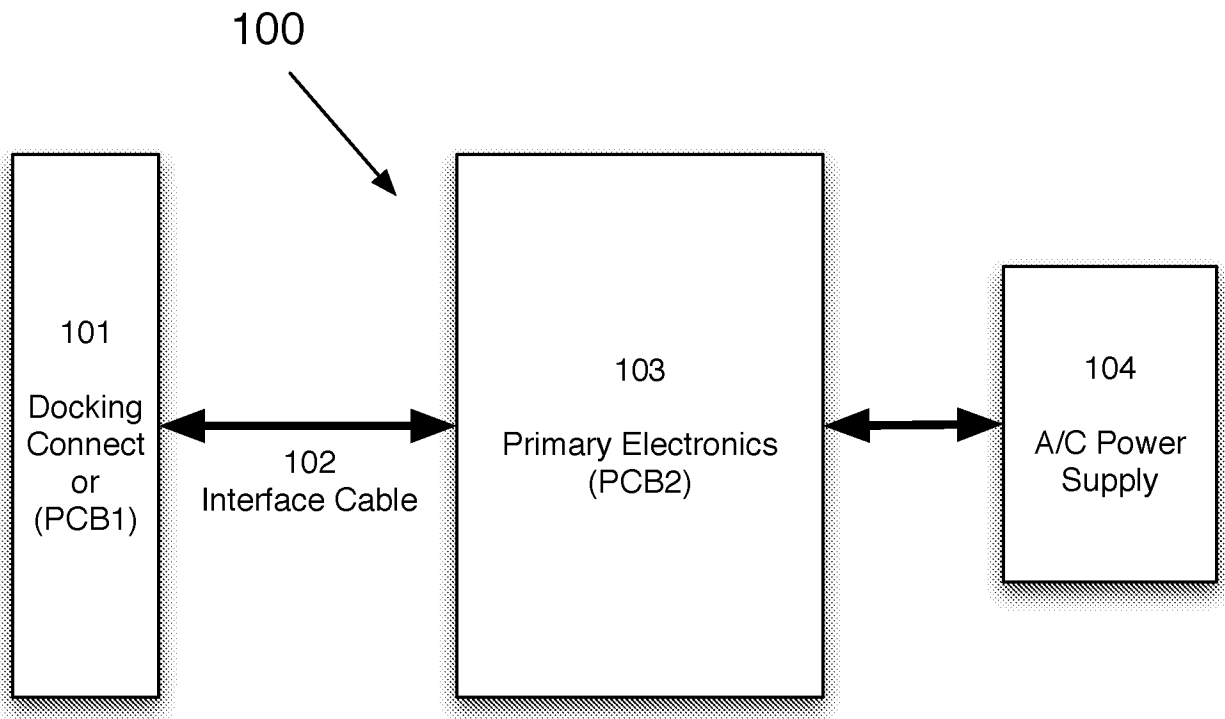 100
101
Docking
Connect
or
(PCB1)
102
Interface Cable
103
Primary Electronics
(PCB2)
104
A/C Power
Supply